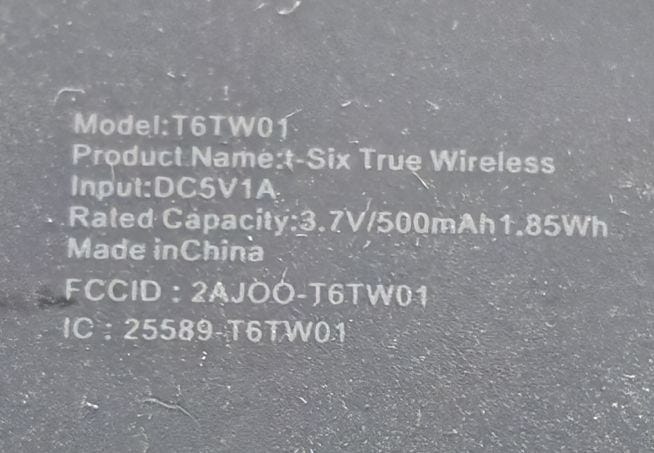 Model:T6TW01
Product Name:t-Six True Wireless
Input:DC5V1A
Rated Capacity:3.7V/500mAh1.85Wh
Made inChina
FCCID : 2AJOO-T6TW01
IC : 25589-T6TW01